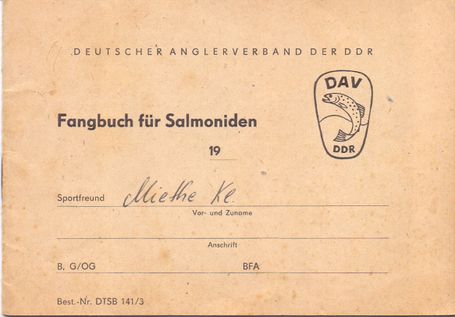 DEUTSCHER ANGLERVERBAND DER DDR
DAV
DDR
Fangbuch für Salmoniden
19
Sportfreund Miethe Kl.
Vor- und Zuname
Anschrift
B. G/OG BFA
Best.-Nr. DTSB 141/3